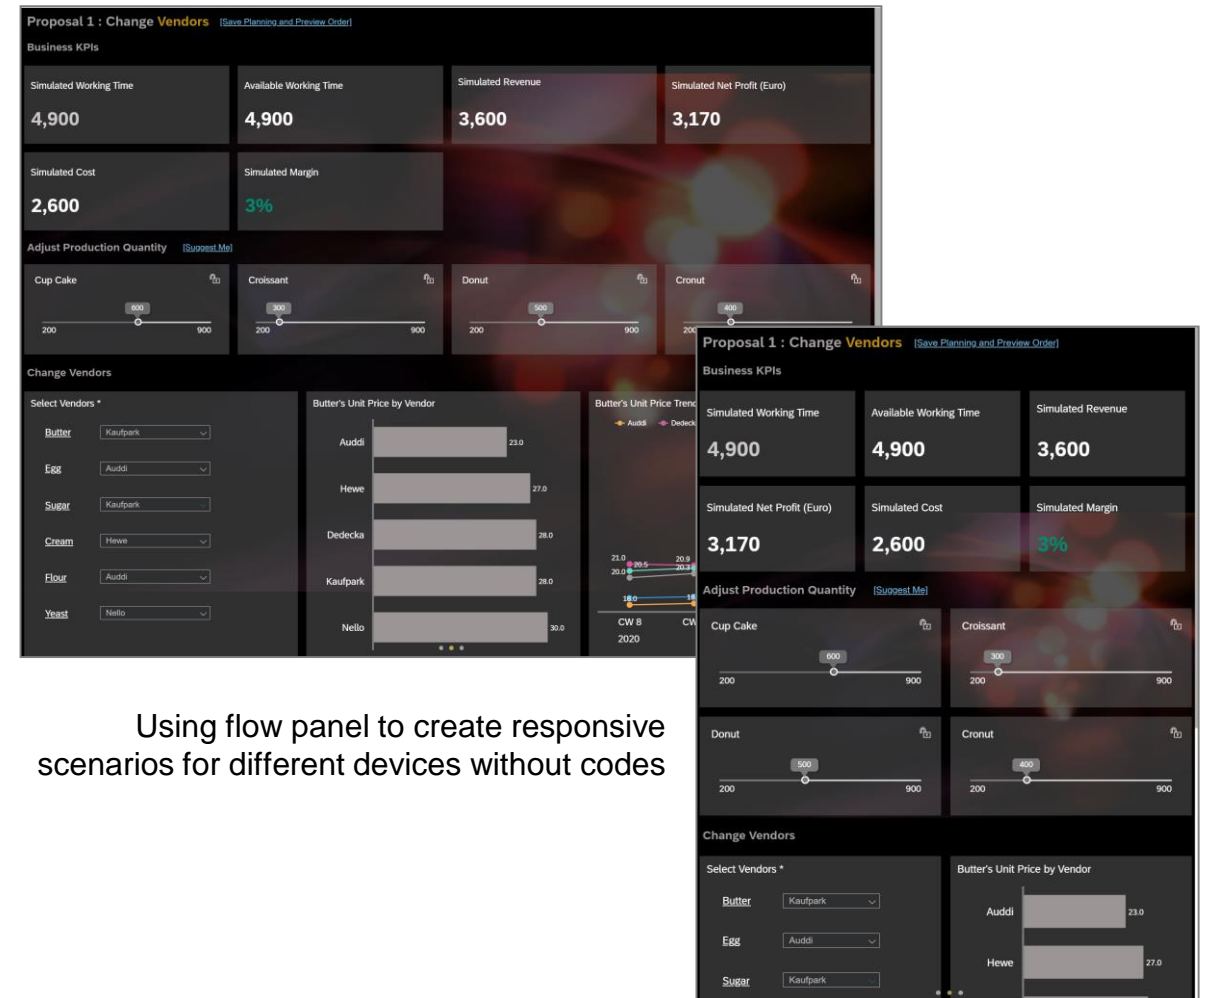 Proposal 1 : Change Vendors [Save Planning and Preview Order]
Business KPIs
Simulated Working Time
4,900
Available Working Time
4,900
Simulated Revenue
3,600
Simulated Net Profit (Euro)
3,170
Simulated Cost
2,600
Simulated Margin
3%
Adjust Production Quantity [Suggest Me]
Cup Cake
600
200 900
Croissant
300
200 900
Donut
500
200 900
Cronut
400
200
Change Vendors
Select Vendors *
Butter Kaufpark
Egg Auddi
Sugar Kaufpark
Cream Hewe
Flour Auddi
Yeast Nello
Butter's Unit Price by Vendor
Auddi 23.0
Hewe 27.0
Dedecka 28.0
Kaufpark 28.0
Nello 30.0
Butter's Unit Price
Auddi
21.0 20.5 20.9
20.0 20.3
CW 8
2020
Using flow panel to create responsive
scenarios for different devices without codes
Proposal 1 : Change Vendors [Save Planning and Preview Order]
Business KPIs
Simulated Working Time
4,900
Available Working Time
4,900
Simulated Revenue
3,600
Simulated Net Profit (Euro)
3,170
Simulated Cost
2,600
Simulated Margin
3%
Adjust Production Quantity [Suggest Me]
Cup Cake
600
200 900
Croissant
300
200 900
Donut
500
200 900
Cronut
400
200 900
Change Vendors
Select Vendors *
Butter Kaufpark
Egg Auddi
Sugar Kaufpark
Butter's Unit Price by Vendor
Auddi 23.0
Hewe 27.0